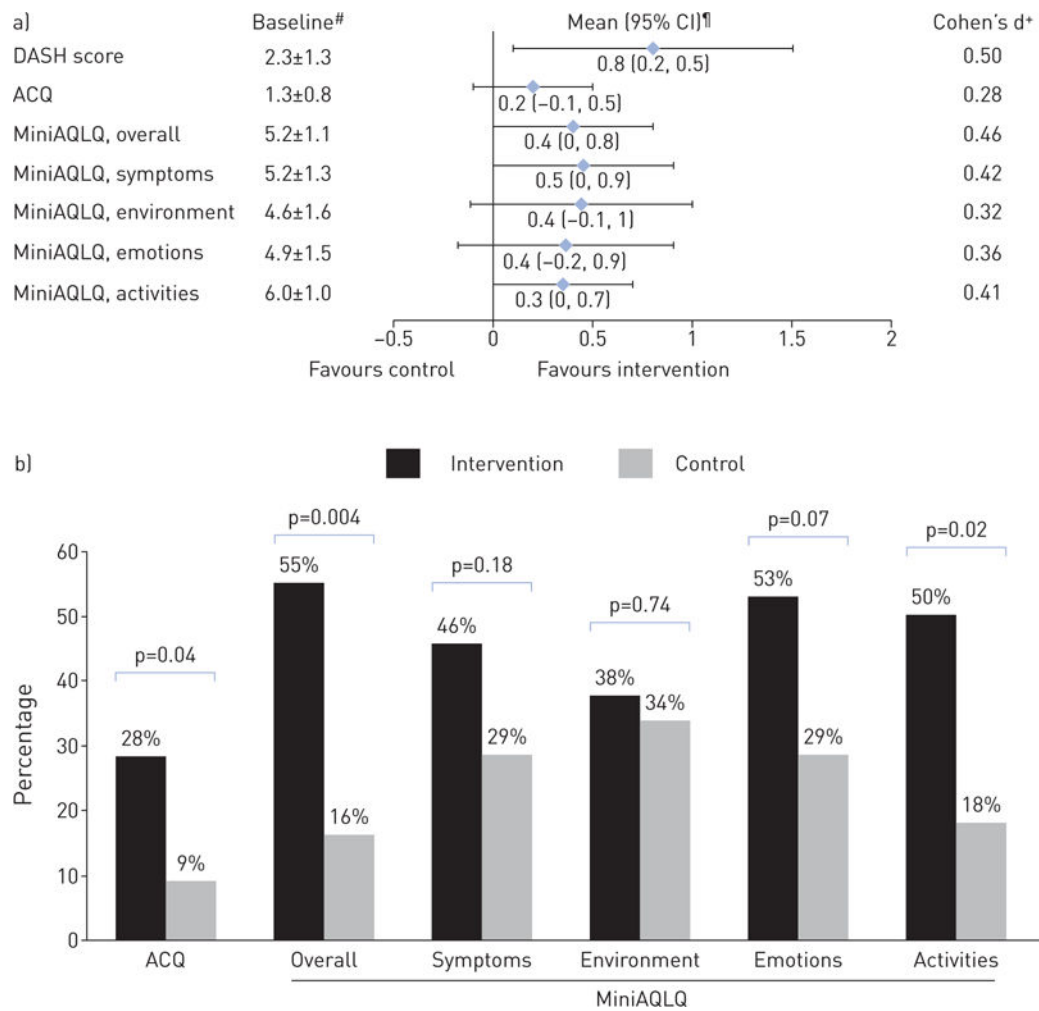 a) Baseline# Mean (95% CI)¶ Cohen's d+
DASH score 2.3±1.3 0.8 (0.2, 0.5) 0.50
ACQ 1.3±0.8 0.2 (−0.1, 0.5) 0.28
MiniAQLQ, overall 5.2±1.1 0.4 (0, 0.8) 0.46
MiniAQLQ, symptoms 5.2±1.3 0.5 (0, 0.9) 0.42
MiniAQLQ, environment 4.6±1.6 0.4 (−0.1, 1) 0.32
MiniAQLQ, emotions 4.9±1.5 0.4 (−0.2, 0.9) 0.36
MiniAQLQ, activities 6.0±1.0 0.3 (0, 0.7) 0.41
−0.5 0 0.5 1 1.5 2
Favours control Favours intervention
b) Intervention Control
p=0.004 p=0.07 p=0.02
60 55% p=0.18 53% 50%
50 46% p=0.74
p=0.04 38% 34%
40
28% 29% 29%
30
20 16% 18%
9%
10
0
Percentage
ACQ Overall Symptoms Environment Emotions Activities
MiniAQLQ